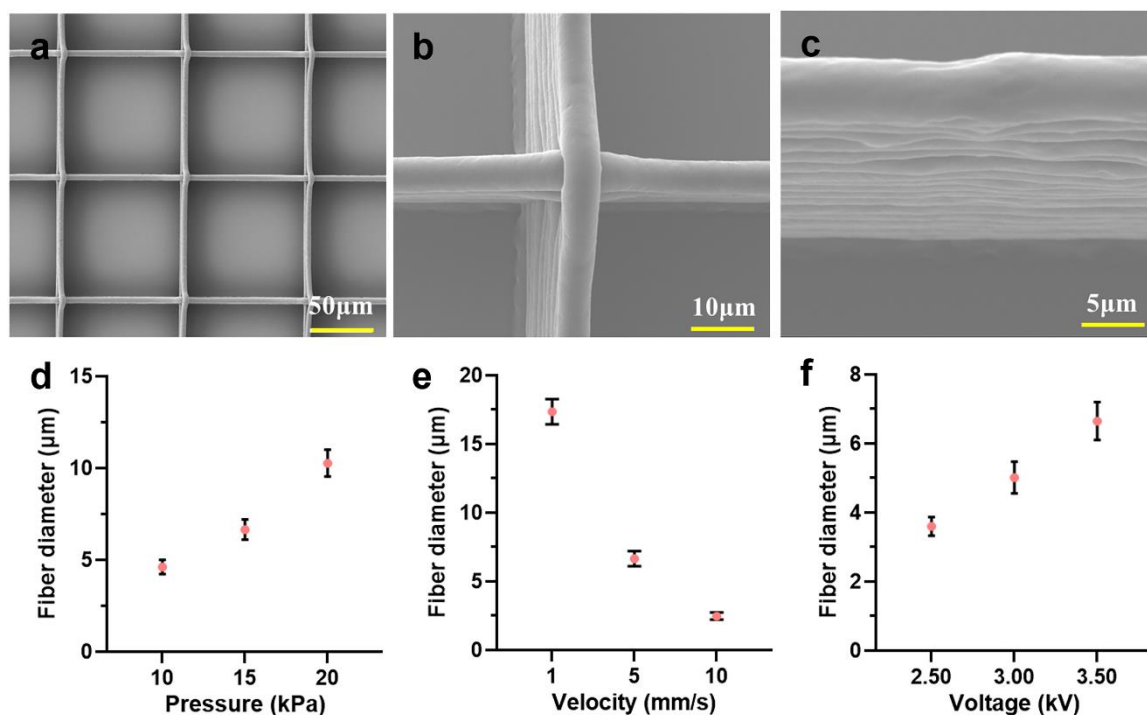 a
50μm
b
10μm
c
5μm
d
Fiber diameter (μm)
15
10
5
0
10
15
20
Pressure (kPa)
e
Fiber diameter (μm)
20
15
10
5
0
1
5
10
Velocity (mm/s)
f
Fiber diameter (μm)
8
6
4
2
0
2.50
3.00
3.50
Voltage (kV)